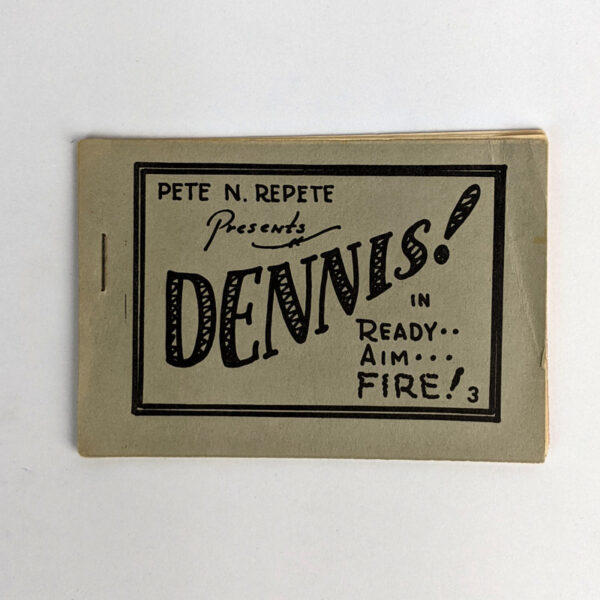 PETE N. REPETE
Presents
DENNIS!
IN
READY..
AIM...
FIRE! 3